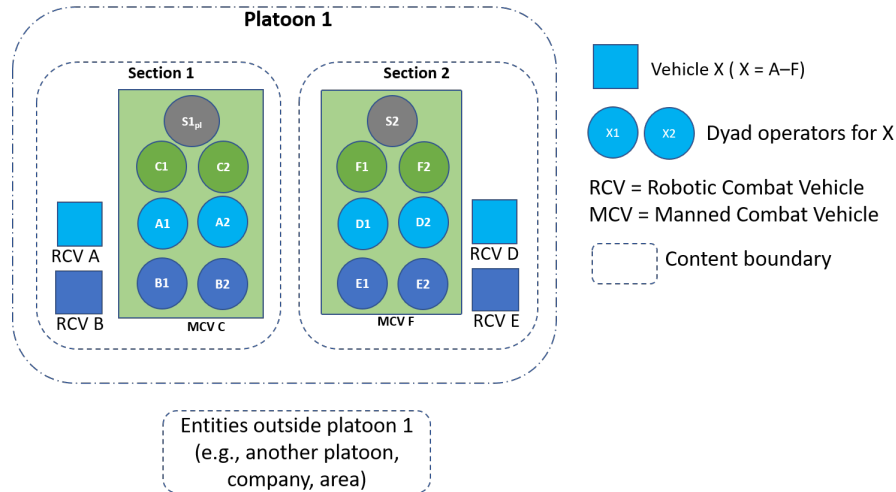 Platoon 1
Section 1
Section 2
S1pl
S2
C1
C2
F1
F2
A1
A2
D1
D2
B1
B2
E1
E2
RCV A
RCV B
MCV C
RCV D
RCV E
MCV F
Vehicle X ( X = A–F)
X1
X2
Dyad operators for X
RCV = Robotic Combat Vehicle
MCV = Manned Combat Vehicle
Content boundary
Entities outside platoon 1
(e.g., another platoon,
company, area)